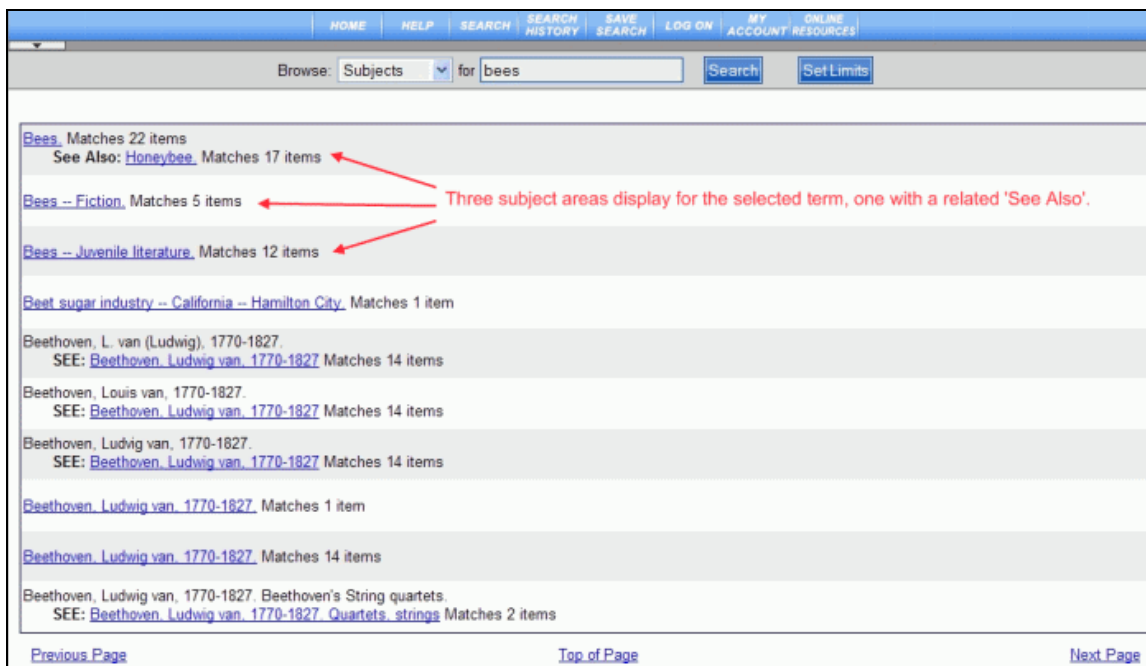 HOME HELP SEARCH SEARCH HISTORY SAVE SEARCH LOG ON MY ACCOUNT ONLINE RESOURCES
Browse: Subjects for bees Search Set Limits
Bees. Matches 22 items
See Also: Honeybee. Matches 17 items
Bees -- Fiction. Matches 5 items
Three subject areas display for the selected term, one with a related 'See Also'.
Bees -- Juvenile literature. Matches 12 items
Beet sugar industry -- California -- Hamilton City. Matches 1 item
Beethoven, L. van (Ludwig), 1770-1827.
SEE: Beethoven, Ludwig van, 1770-1827 Matches 14 items
Beethoven, Louis van, 1770-1827.
SEE: Beethoven, Ludwig van, 1770-1827 Matches 14 items
Beethoven, Ludvig van, 1770-1827.
SEE: Beethoven, Ludwig van, 1770-1827 Matches 14 items
Beethoven, Ludwig van, 1770-1827. Matches 1 item
Beethoven, Ludwig van, 1770-1827. Matches 14 items
Beethoven, Ludwig van, 1770-1827. Beethoven's String quartets.
SEE: Beethoven, Ludwig van, 1770-1827. Quartets, strings Matches 2 items
Previous Page Top of Page Next Page